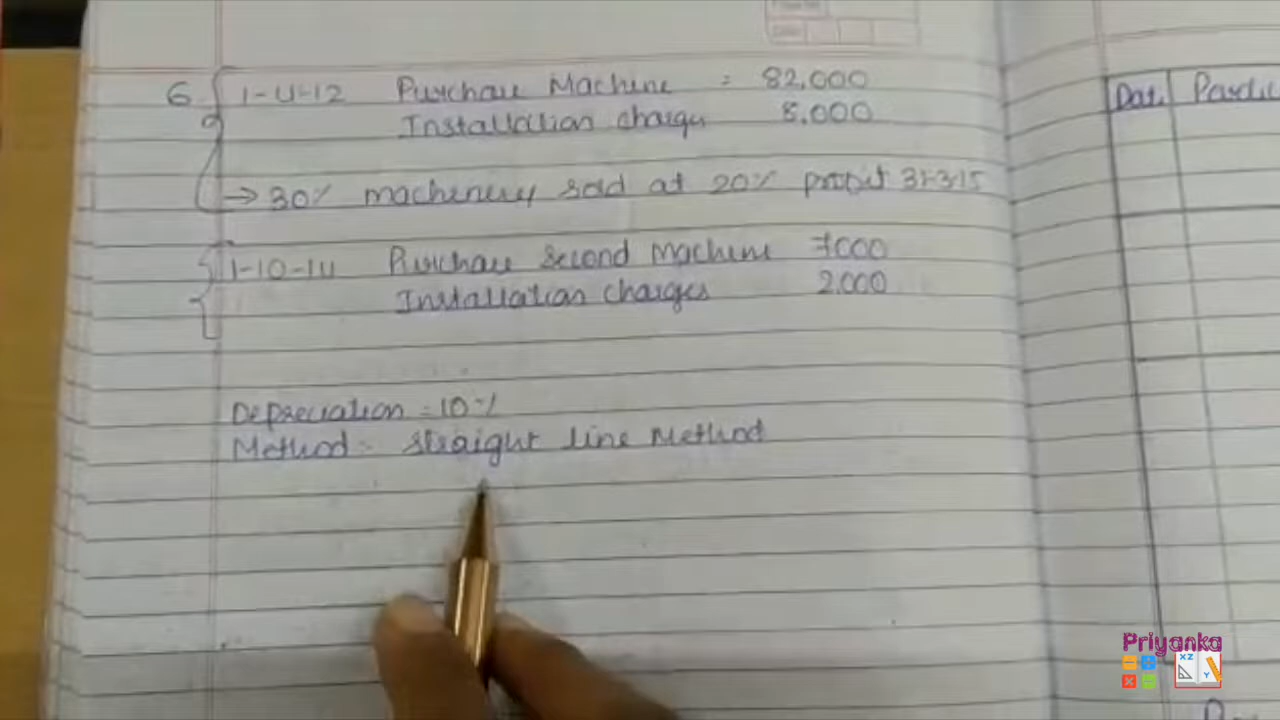 6 1-4-12 Purchase Machine = 82,000
Installation charges 8,000
→ 30% machinery sold at 20% profit 31-3-15
1-10-14 Purchase Second Machine 7000
Installation charges 2,000
Depreciation = 10%
Method - Straight line Method
Dat. Particu
Priyanka